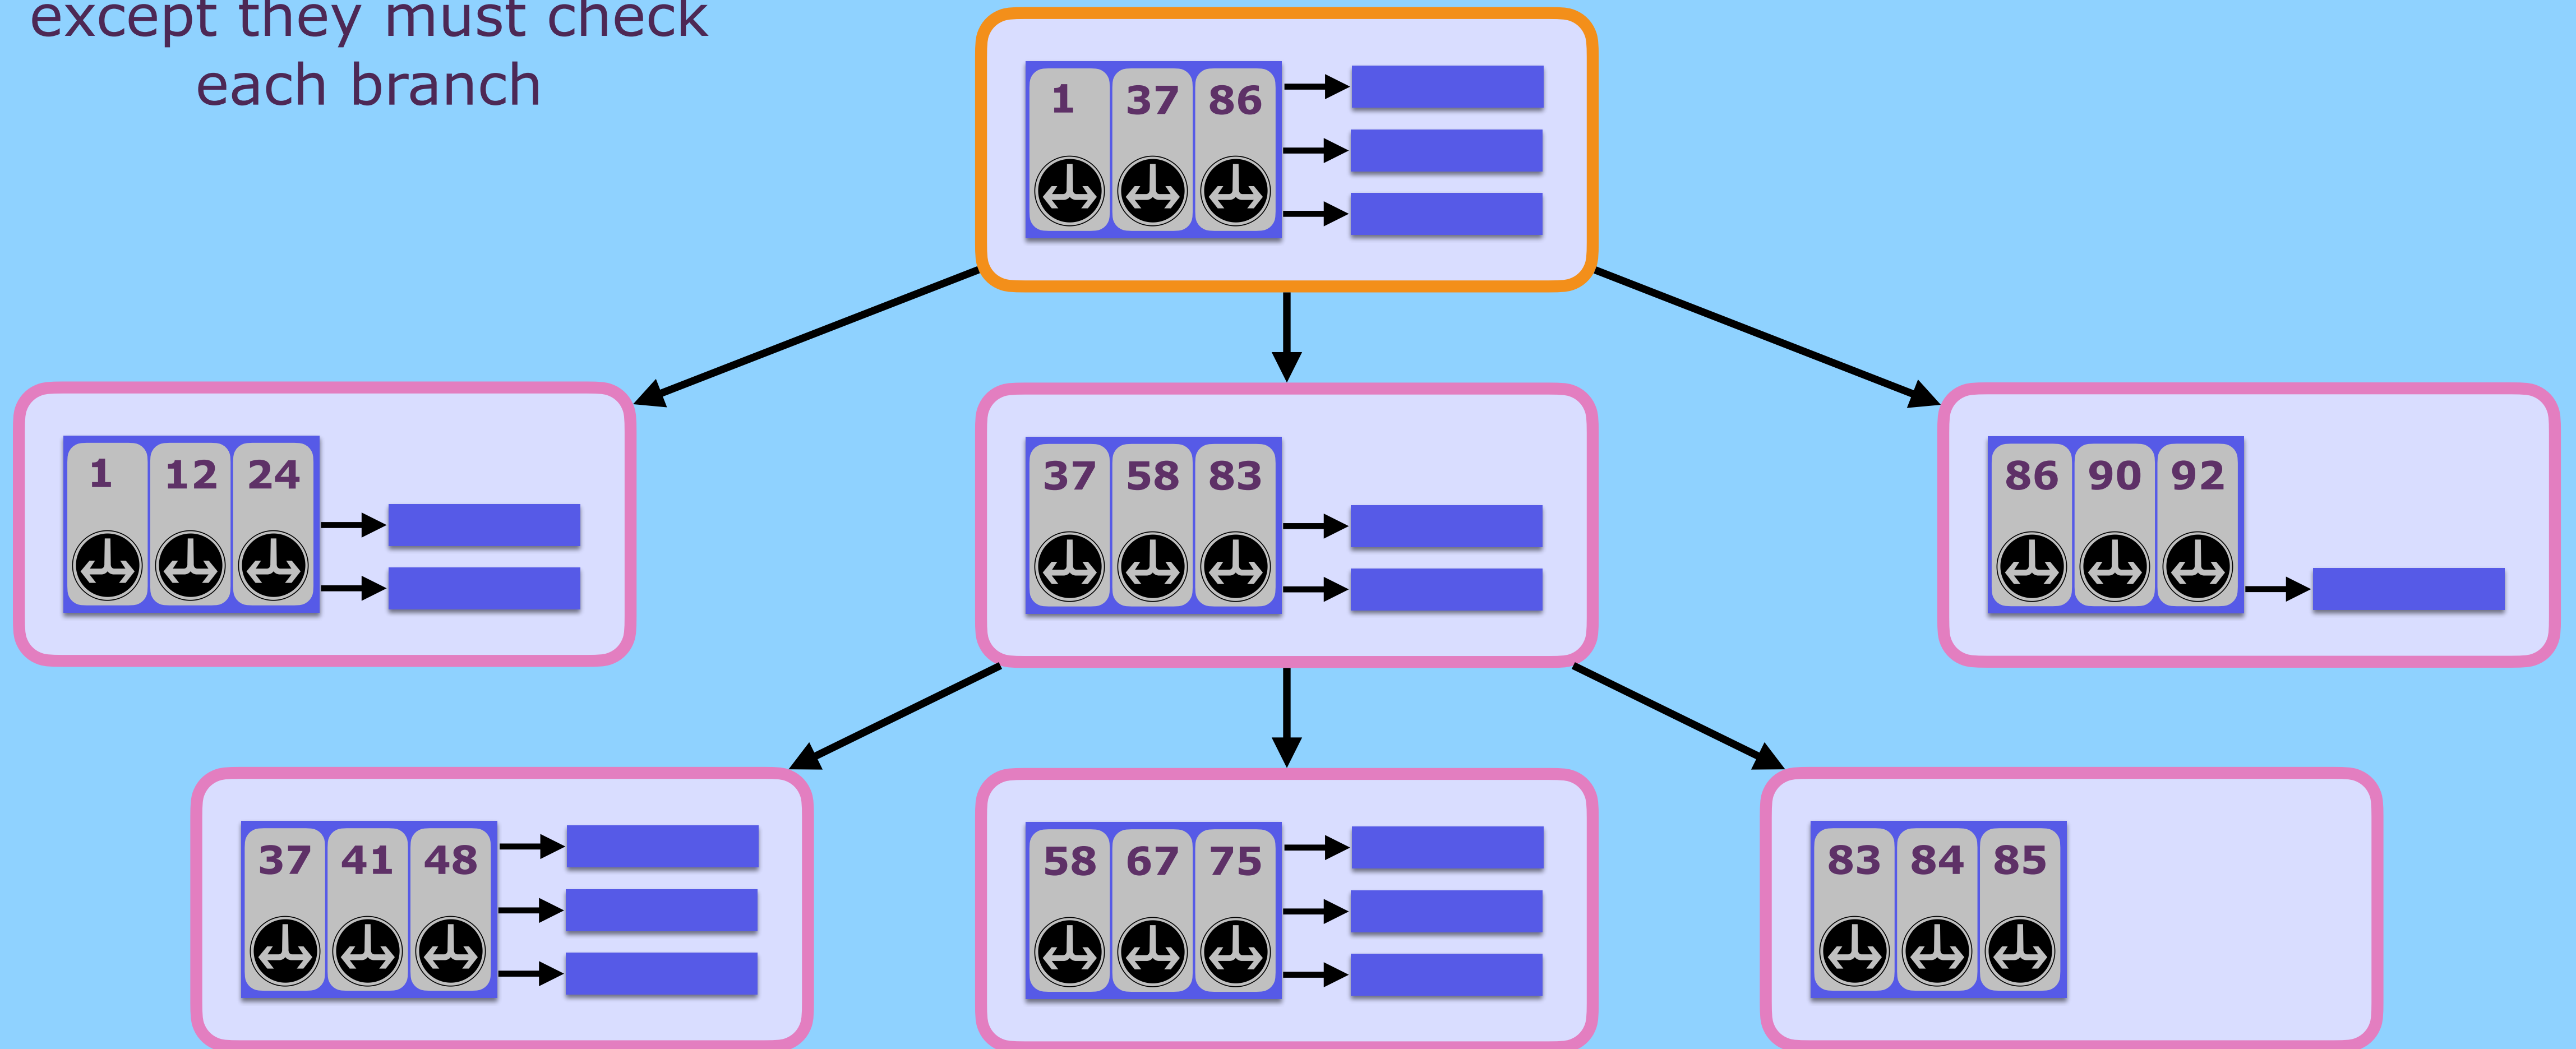 except they must check
each branch
1 37 86
1 12 24
37 58 83
86 90 92
37 41 48
58 67 75
83 84 85